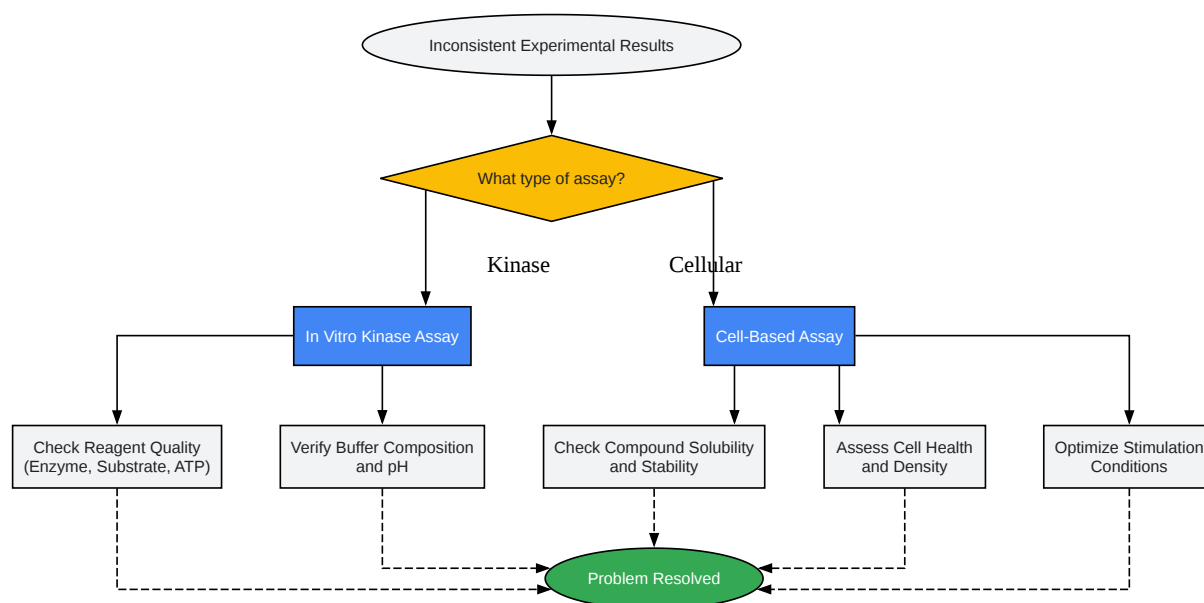 Inconsistent Experimental Results
What type of assay?
Kinase
Cellular
In Vitro Kinase Assay
Cell-Based Assay
Check Reagent Quality
(Enzyme, Substrate, ATP)
Verify Buffer Composition
and pH
Check Compound Solubility
and Stability
Assess Cell Health
and Density
Optimize Stimulation
Conditions
Problem Resolved